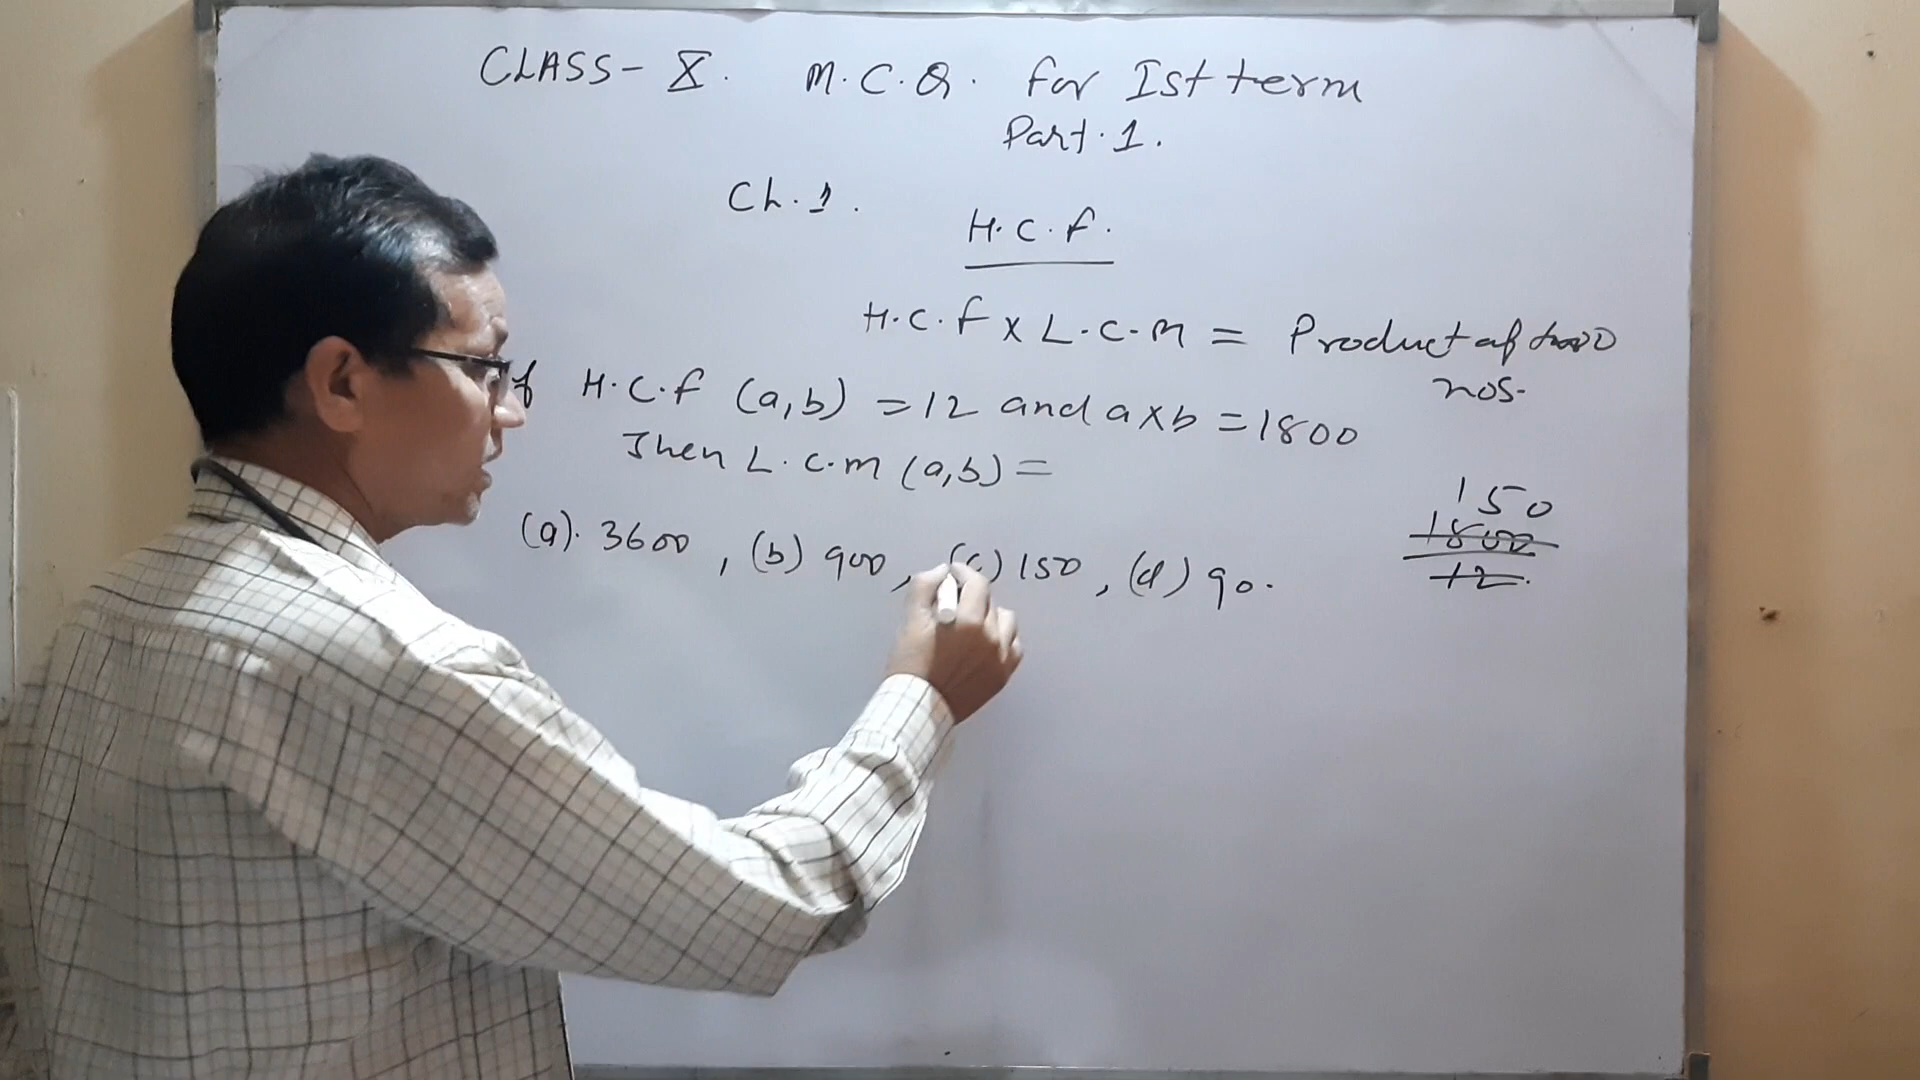 CLASS- X. M.C.Q. for Ist term
Part.1.
Ch.1.
H.C.f.
H.C.f x L.C.M = Product of two
nos.
If H.C.f (a,b) =12 and axb =1800
Then L.C.M (a,b) =
(a). 3600, (b) 900, (c) 150, (d) 90.
150
1800
12.